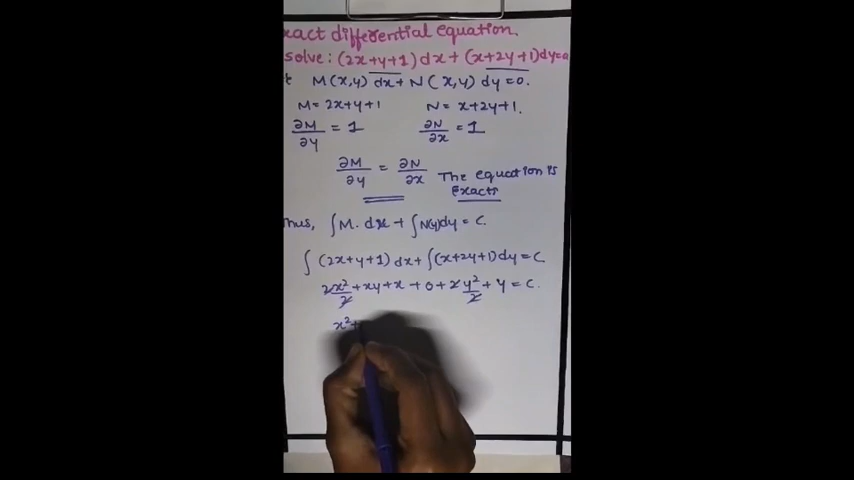 xact differential equation.
solve: (2x+y+1)dx+(x+2y+1)dy=0
t M(x,y) dx + N(x,y) dy = 0.
M = 2x+y+1 N = x+2y+1.
∂M/∂y = 1 ∂N/∂x = 1
∂M/∂y = ∂N/∂x The equation is
Exact
Thus, ∫M. dx + ∫N(y)dy = C.
∫(2x+y+1)dx+∫(x+2y+1)dy = C
2x²/2 + xy + x + 0 + 2y²/2 + y = C.
x²+